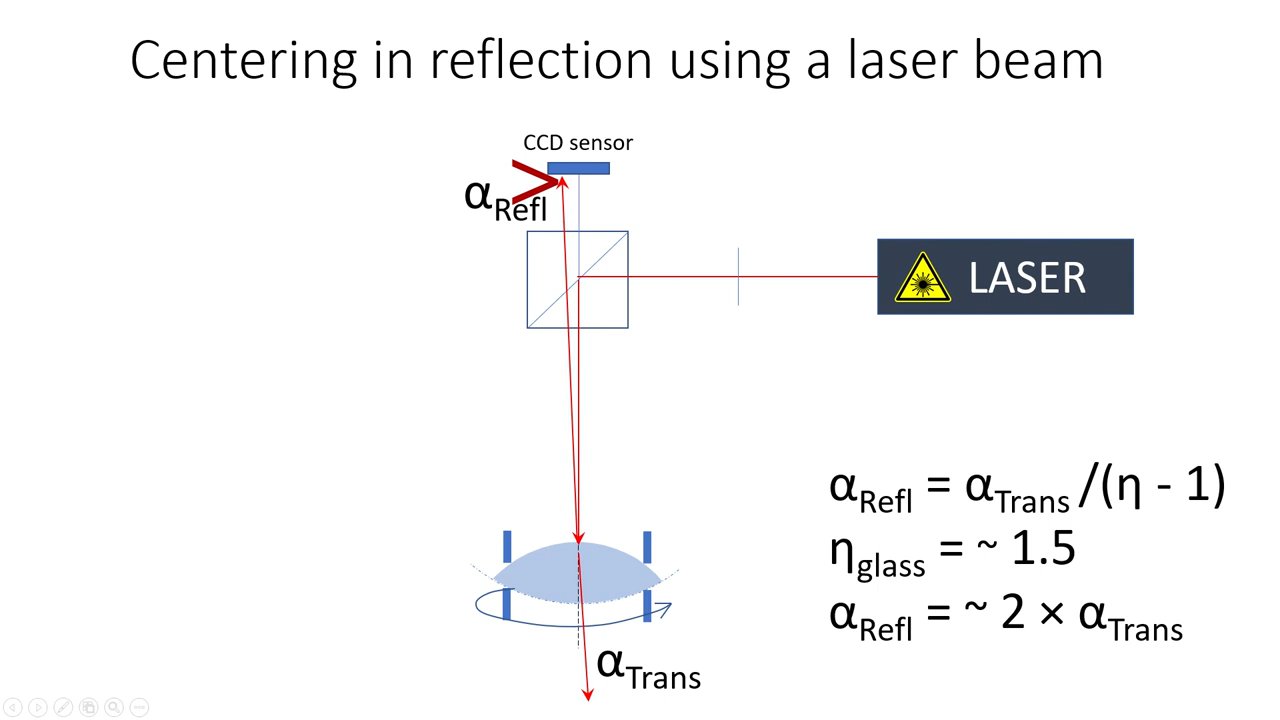 Centering in reflection using a laser beam
CCD sensor
>
αRefl
LASER
αRefl = αTrans /(η - 1)
ηglass = ~ 1.5
αRefl = ~ 2 × αTrans
αTrans